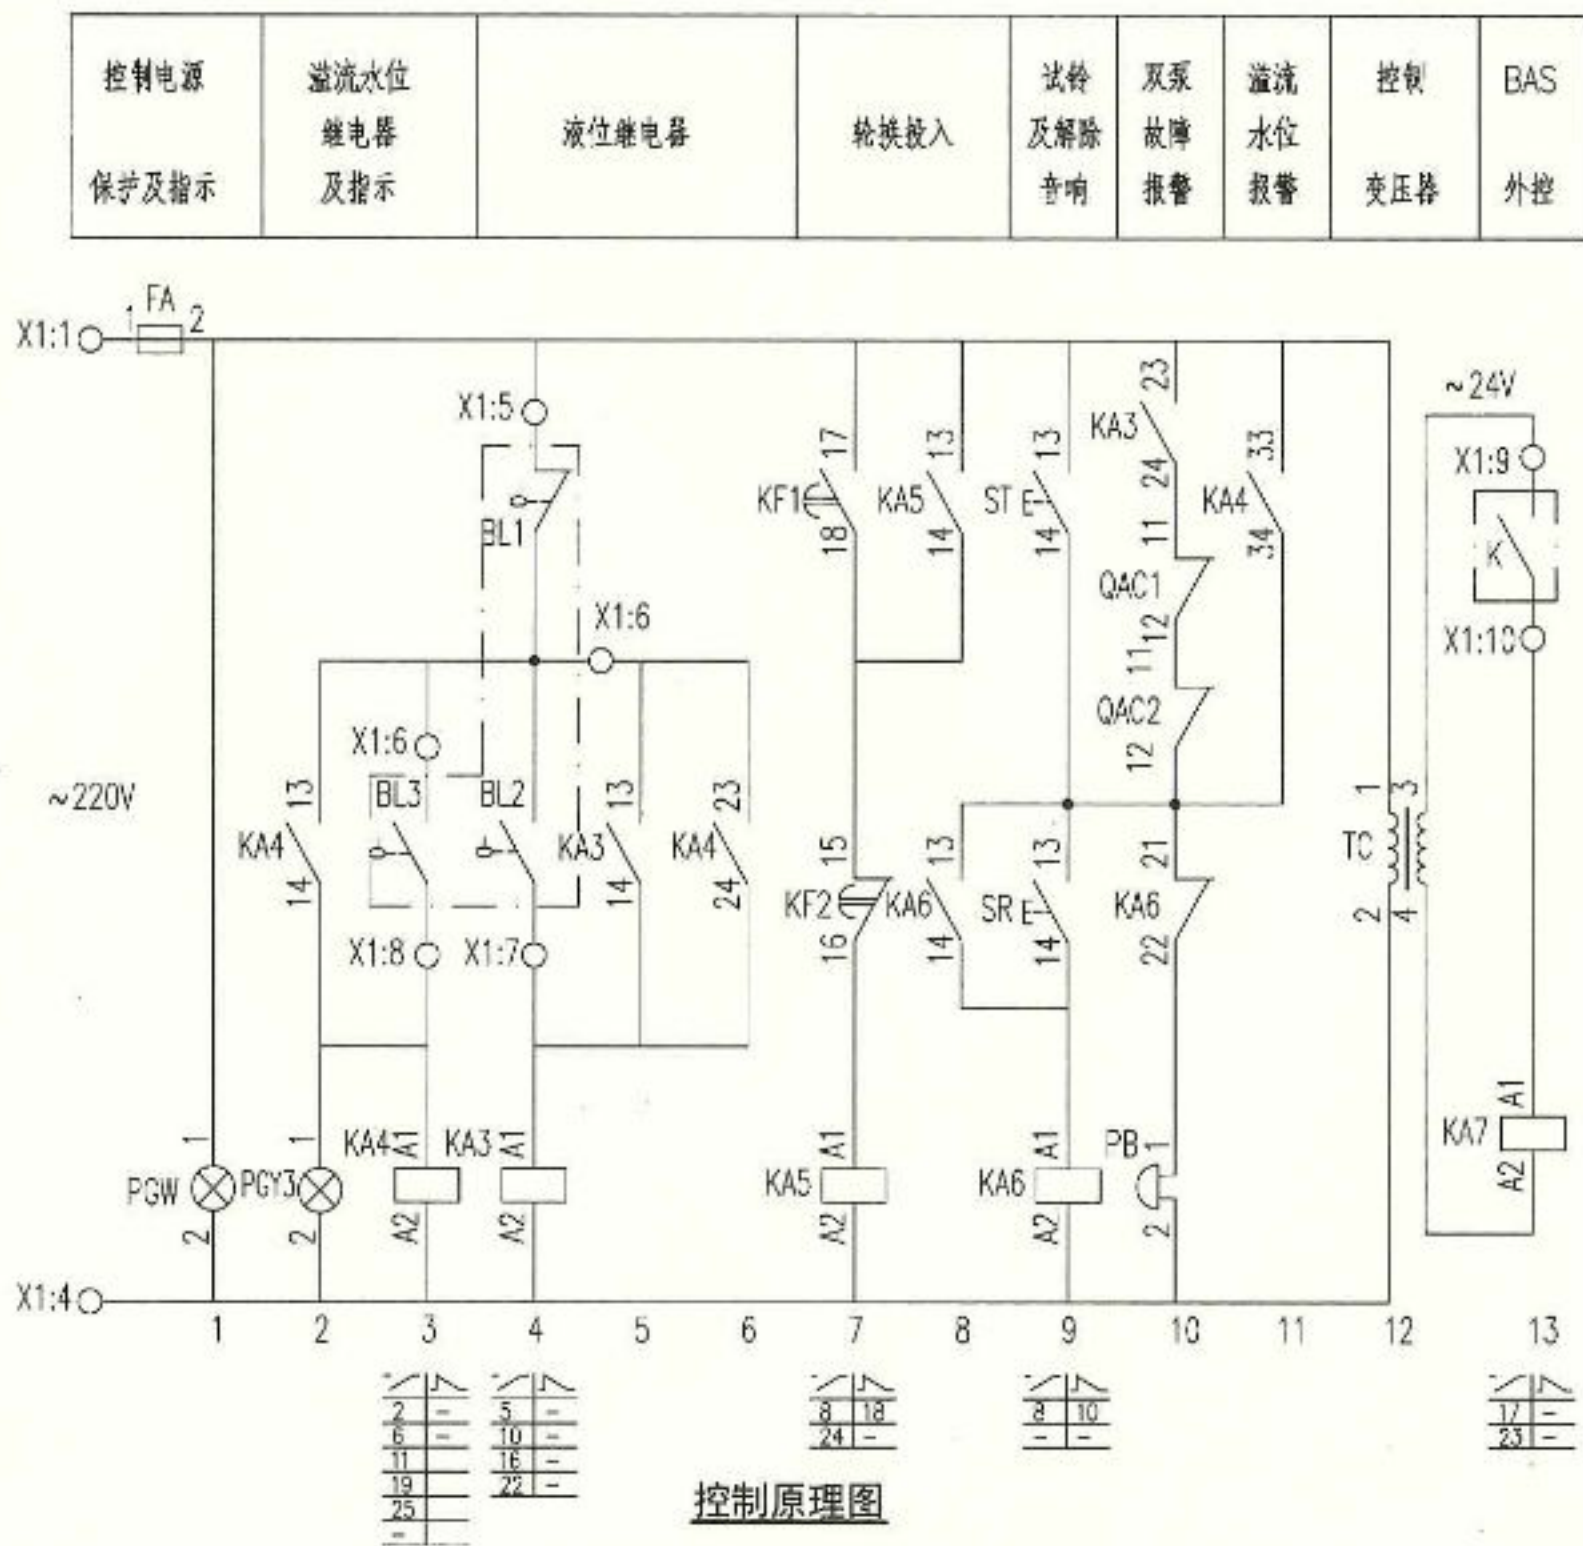 控制电源
保护及指示
溢流水位
继电器
及指示
液位继电器
轮换投入
试铃
及解除
音响
双泵
故障
报警
溢流
水位
报警
控制
变压器
BAS
外控
X1:1
1
FA
2
~220V
X1:4
X1:5
BL1
X1:6
X1:6
13
KA4
14
BL3
X1:8
BL2
X1:7
13
KA3
14
23
KA4
24
17
KF1
18
13
KA5
14
13
ST
14
23
KA3
24
11
QAC1
12
11
QAC2
12
33
KA4
34
15
KF2
16
13
KA6
14
13
SR
14
21
KA6
22
1
3
TC
2
4
~24V
X1:9
K
X1:10
1
PGW
2
1
PGY3
2
KA4
A1
A2
KA3
A1
A2
KA5
A1
A2
KA6
A1
A2
PB
1
2
KA7
A1
A2
1 2 3 4 5 6 7 8 9 10 11 12 13
2 -
6 -
11
19
25
-
5 -
10 -
16 -
22 -
8 18
24 -
8 10
- -
17 -
23 -
控制原理图